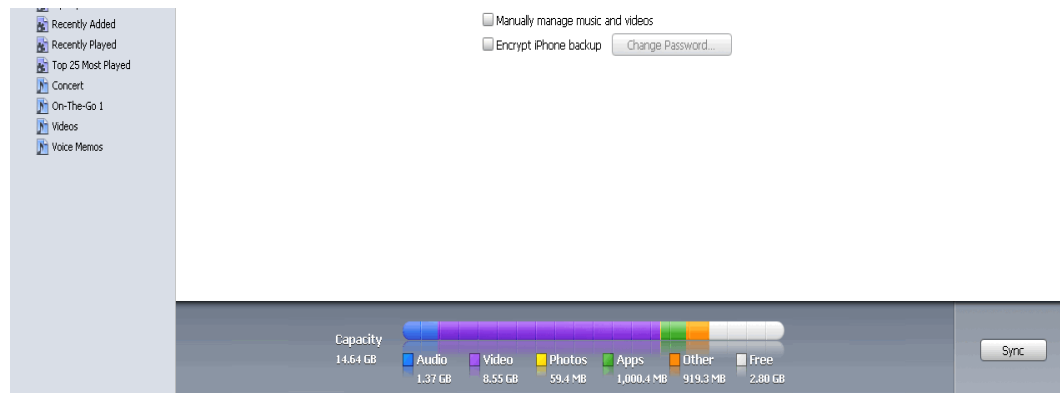 Recently Added
Recently Played
Top 25 Most Played
Concert
On-The-Go 1
Videos
Voice Memos
Manually manage music and videos
Encrypt iPhone backup Change Password...
Capacity
14.64 GB
Audio Video Photos Apps Other Free
1.37 GB 8.55 GB 59.4 MB 1,000.4 MB 919.3 MB 2.80 GB
Sync